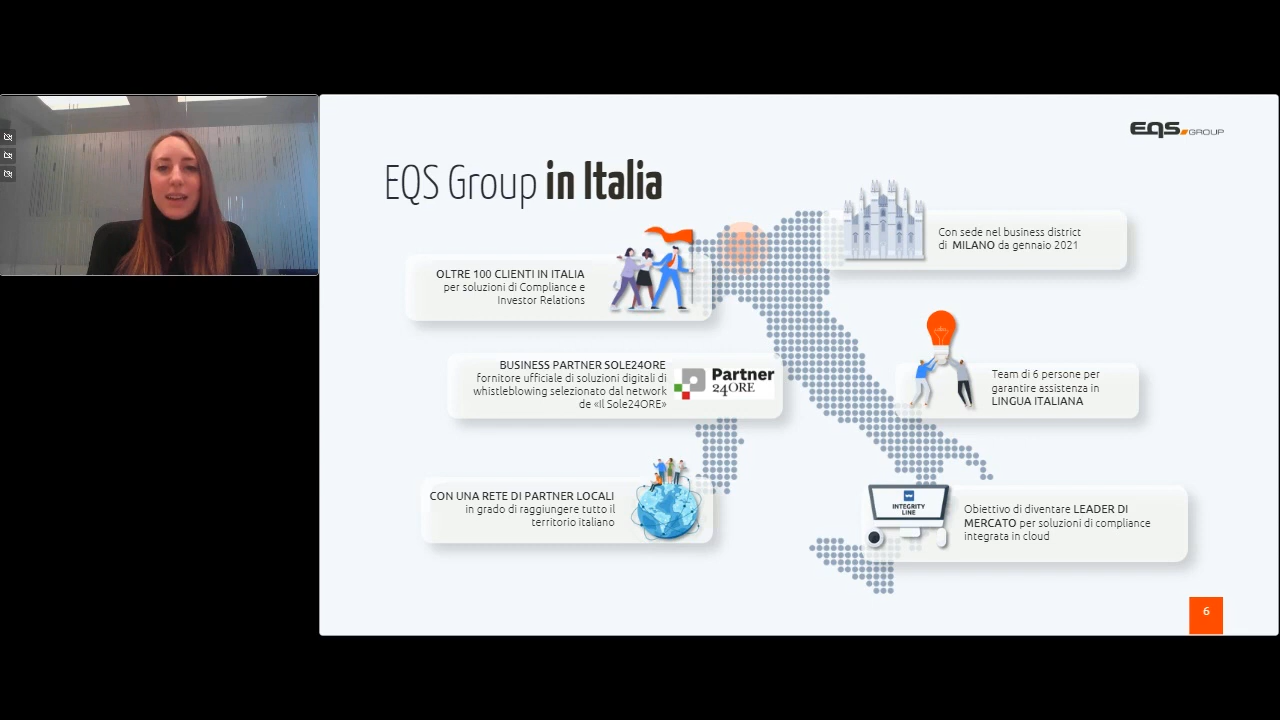 EQS GROUP
EQS Group in Italia
Con sede nel business district
di MILANO da gennaio 2021
OLTRE 100 CLIENTI IN ITALIA
per soluzioni di Compliance e
Investor Relations
BUSINESS PARTNER SOLE24ORE
fornitore ufficiale di soluzioni digitali di
whistleblowing selezionato dal network
de «Il Sole24ORE»
Partner
24ORE
Team di 6 persone per
garantire assistenza in
LINGUA ITALIANA
CON UNA RETE DI PARTNER LOCALI
in grado di raggiungere tutto il
territorio italiano
INTEGRITY
LINE
Obiettivo di diventare LEADER DI
MERCATO per soluzioni di compliance
integrata in cloud
6